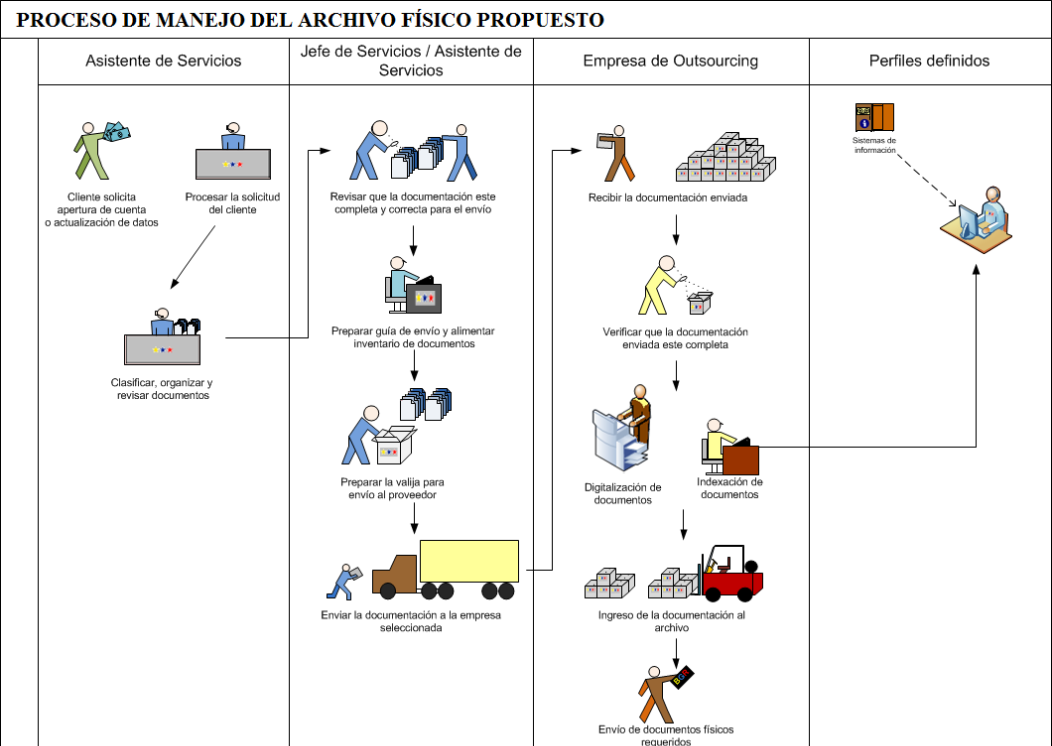 PROCESO DE MANEJO DEL ARCHIVO FÍSICO PROPUESTO
Asistente de Servicios
Jefe de Servicios / Asistente de
Servicios
Empresa de Outsourcing
Perfiles definidos
Cliente solicita
apertura de cuenta
o actualización de datos
Procesar la solicitud
del cliente
Clasificar, organizar y
revisar documentos
Revisar que la documentación este
completa y correcta para el envío
Preparar guía de envío y alimentar
inventario de documentos
Preparar la valija para
envío al proveedor
Enviar la documentación a la empresa
seleccionada
Recibir la documentación enviada
Verificar que la documentación
enviada este completa
Digitalización de
documentos
Indexación de
documentos
Ingreso de la documentación al
archivo
Envío de documentos físicos
requeridos
Sistemas de
información